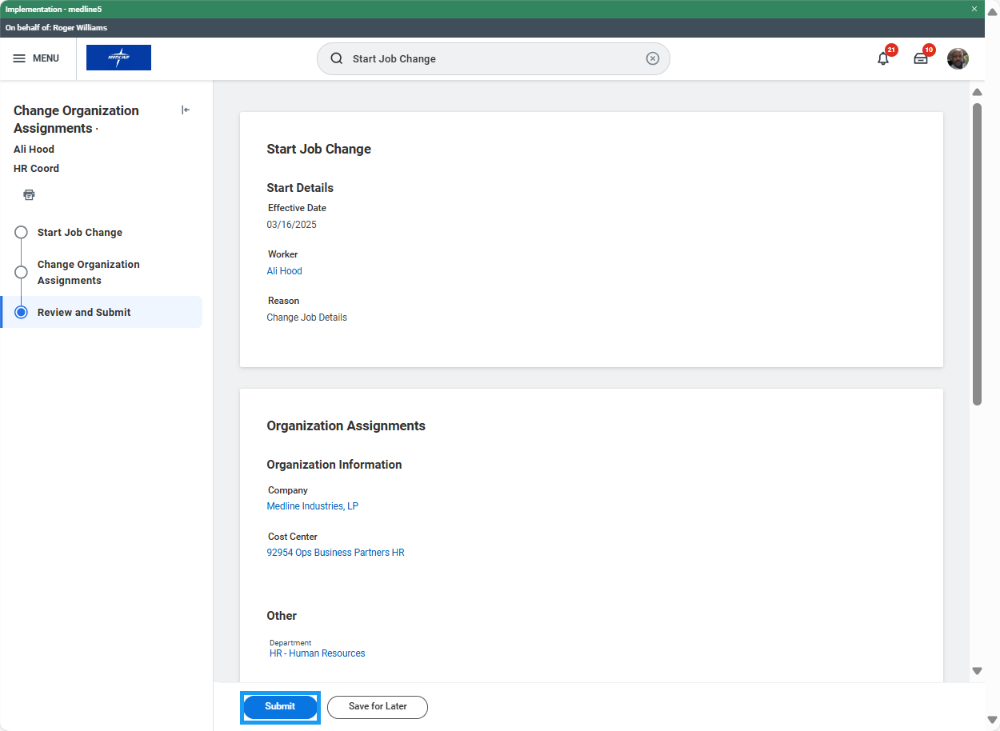 Implementation - medline5
On behalf of: Roger Williams
MENU
MEDLINE
Start Job Change
21
10
Change Organization
Assignments ·
Ali Hood
HR Coord
Start Job Change
Change Organization
Assignments
Review and Submit
Start Job Change
Start Details
Effective Date
03/16/2025
Worker
Ali Hood
Reason
Change Job Details
Organization Assignments
Organization Information
Company
Medline Industries, LP
Cost Center
92954 Ops Business Partners HR
Other
Department
HR - Human Resources
Submit
Save for Later